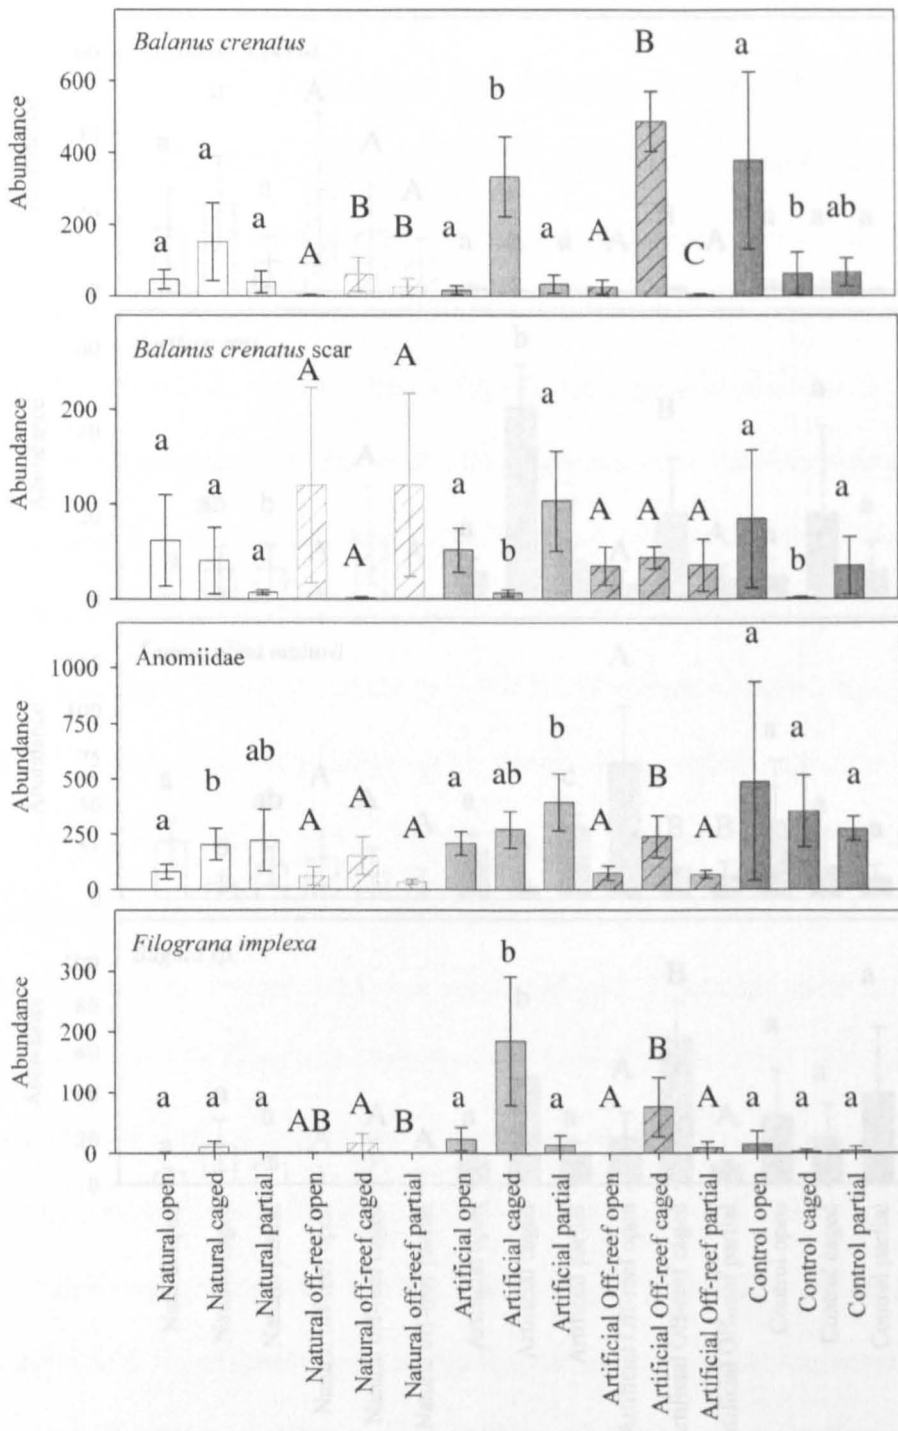 Balanus crenatus
Abundance
600
400
200
0
a a a A B B a b a A B C a b ab
Balanus crenatus scar
Abundance
200
100
0
a a a A A A a b a A A A a b a
Anomiidae
Abundance
1000
750
500
250
0
a b ab A A A a ab b A B A a a a
Filograna implexa
Abundance
300
200
100
0
a a a AB A B a b a A B A a a a
Natural open
Natural caged
Natural partial
Natural off-reef open
Natural off-reef caged
Natural off-reef partial
Artificial open
Artificial caged
Artificial partial
Artificial Off-reef open
Artificial Off-reef caged
Artificial Off-reef partial
Control open
Control caged
Control partial